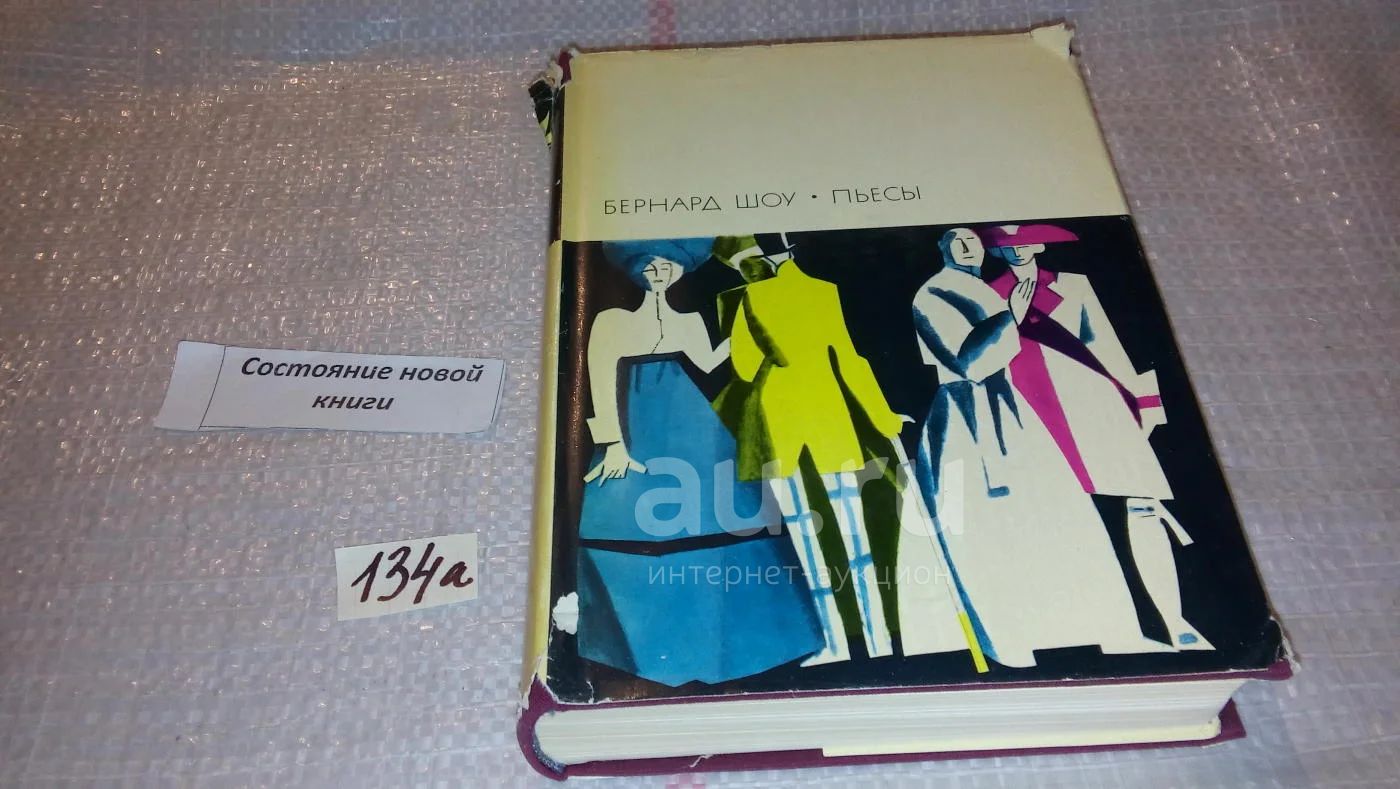 БЕРНАРД ШОУ • ПЬЕСЫ
Состояние новой
книги
134а
au.ru
интернет-аукцион